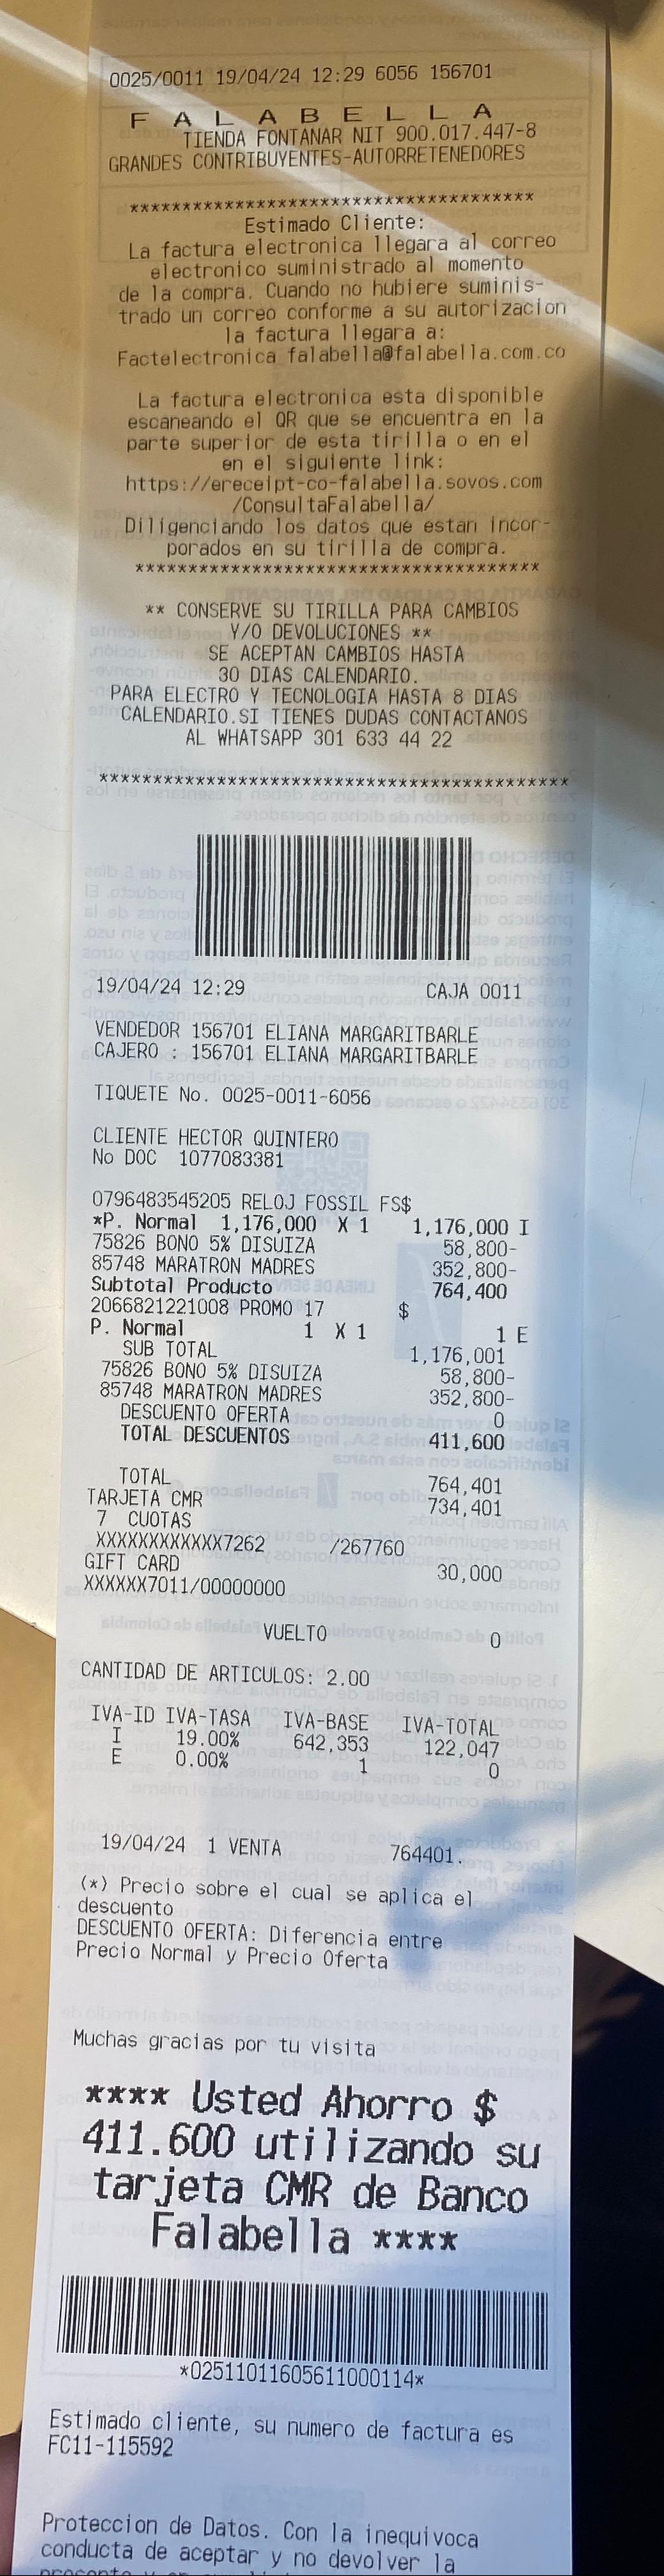 0025/0011 19/04/24 12:29 6056 156701
F A L A B E L L A
TIENDA FONTANAR NIT 900.017.447-8
GRANDES CONTRIBUYENTES-AUTORRETENEDORES
***************************************
Estimado Cliente:
La factura electronica llegara al correo
electronico suministrado al momento
de la compra. Cuando no hubiere suminis-
trado un correo conforme a su autorizacion
la factura llegara a:
Factelectronica falabella@falabella.com.co
La factura electronica esta disponible
escaneando el QR que se encuentra en la
parte superior de esta tirilla o en el
en el siguiente link:
https://ereceipt-co-falabella.sovos.com
/ConsultaFalabella/
Diligenciando los datos que estan incor-
porados en su tirilla de compra.
***************************************
** CONSERVE SU TIRILLA PARA CAMBIOS
Y/O DEVOLUCIONES **
SE ACEPTAN CAMBIOS HASTA
30 DIAS CALENDARIO.
PARA ELECTRO Y TECNOLOGIA HASTA 8 DIAS
CALENDARIO.SI TIENES DUDAS CONTACTANOS
AL WHATSAPP 301 633 44 22
********************************************
19/04/24 12:29 CAJA 0011
VENDEDOR 156701 ELIANA MARGARITBARLE
CAJERO : 156701 ELIANA MARGARITBARLE
TIQUETE No. 0025-0011-6056
CLIENTE HECTOR QUINTERO
No DOC 1077083381
0796483545205 RELOJ FOSSIL FS$
*P. Normal 1,176,000 X 1 1,176,000 I
75826 BONO 5% DISUIZA 58,800-
85748 MARATRON MADRES 352,800-
Subtotal Producto 764,400
2066821221008 PROMO 17 $
P. Normal 1 X 1 1 E
SUB TOTAL 1,176,001
75826 BONO 5% DISUIZA 58,800-
85748 MARATRON MADRES 352,800-
DESCUENTO OFERTA 0
TOTAL DESCUENTOS 411,600
TOTAL 764,401
TARJETA CMR 734,401
7 CUOTAS
XXXXXXXXXXXX7262 /267760
GIFT CARD 30,000
XXXXXX7011/00000000
VUELTO 0
CANTIDAD DE ARTICULOS: 2.00
IVA-ID IVA-TASA IVA-BASE IVA-TOTAL
I 19.00% 642,353 122,047
E 0.00% 1 0
19/04/24 1 VENTA 764401.
(*) Precio sobre el cual se aplica el
descuento
DESCUENTO OFERTA: Diferencia entre
Precio Normal y Precio Oferta
Muchas gracias por tu visita
**** Usted Ahorro $
411.600 utilizando su
tarjeta CMR de Banco
Falabella ****
*02511011605611000114*
Estimado cliente, su numero de factura es
FC11-115592
Proteccion de Datos. Con la inequivoca
conducta de aceptar y no devolver la